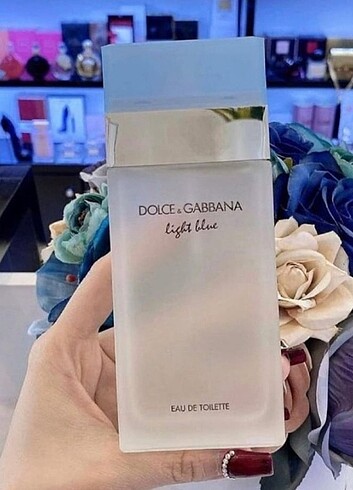 DOLCE & GABBANA
light blue
EAU DE TOILETTE